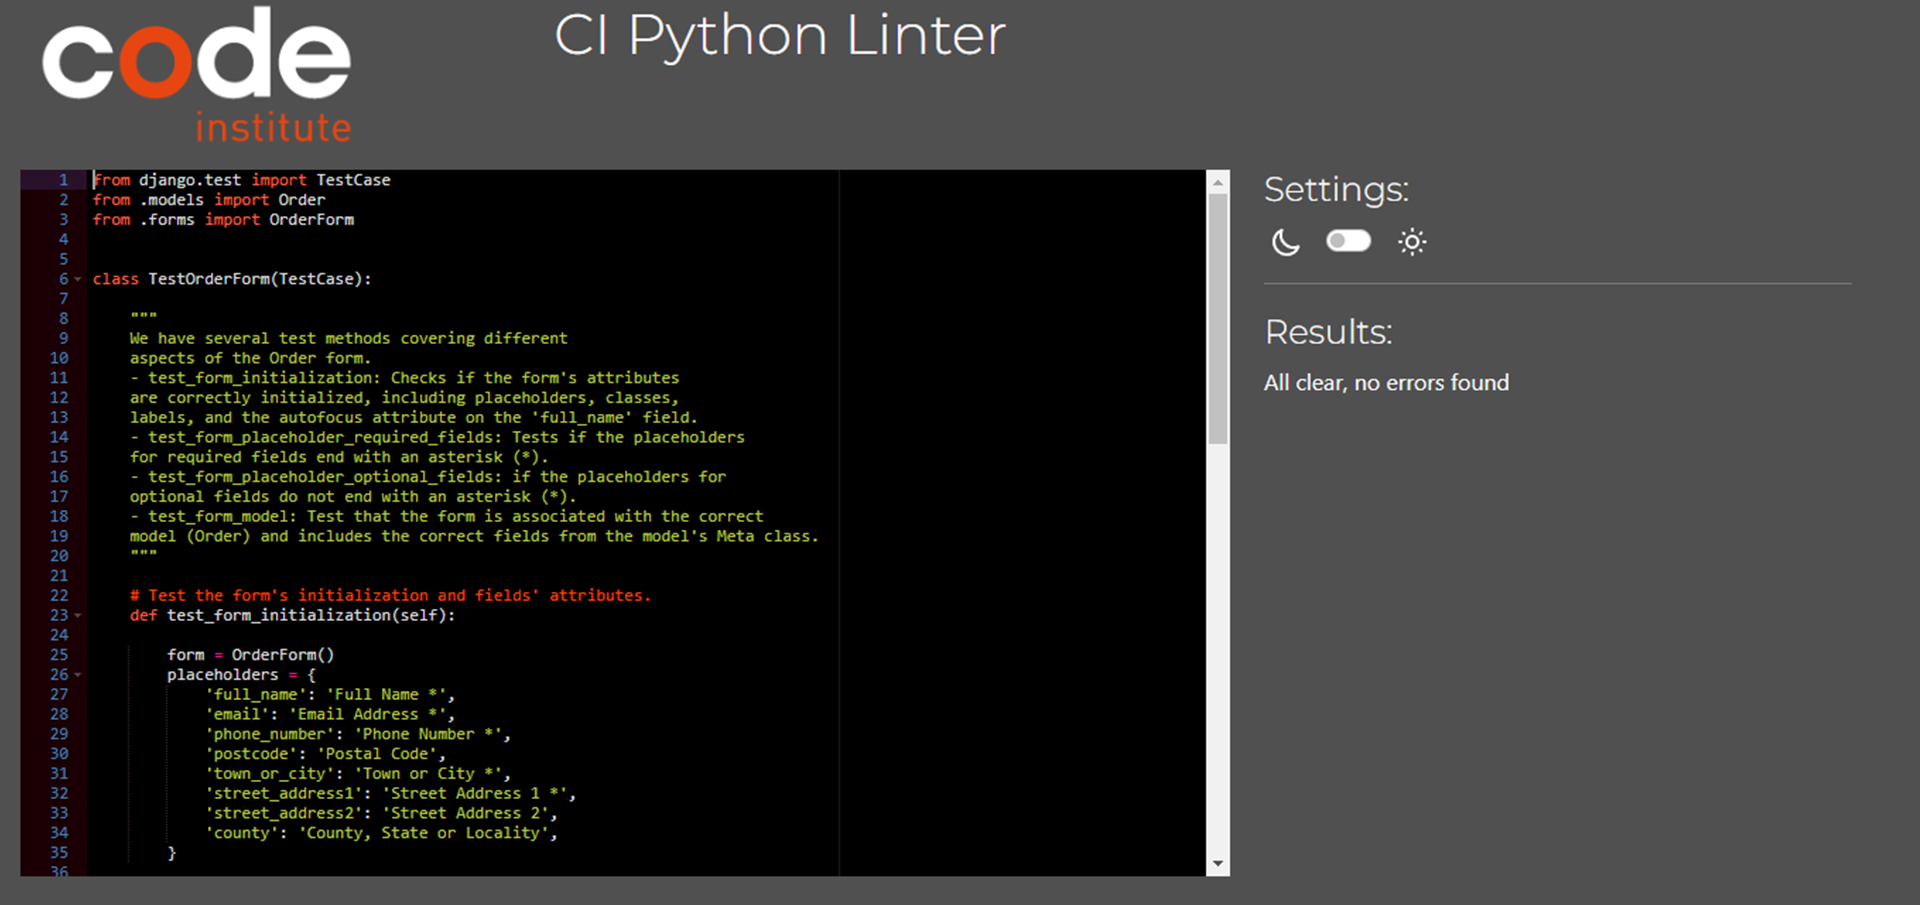 code
institute
CI Python Linter
1 from django.test import TestCase
2 from .models import Order
3 from .forms import OrderForm
4
5
6 class TestOrderForm(TestCase):
7
8     """
9     We have several test methods covering different
10     aspects of the Order form.
11     - test_form_initialization: Checks if the form's attributes
12     are correctly initialized, including placeholders, classes,
13     labels, and the autofocus attribute on the 'full_name' field.
14     - test_form_placeholder_required_fields: Tests if the placeholders
15     for required fields end with an asterisk (*).
16     - test_form_placeholder_optional_fields: if the placeholders for
17     optional fields do not end with an asterisk (*).
18     - test_form_model: Test that the form is associated with the correct
19     model (Order) and includes the correct fields from the model's Meta class.
20     """
21
22     # Test the form's initialization and fields' attributes.
23     def test_form_initialization(self):
24
25         form = OrderForm()
26         placeholders = {
27             'full_name': 'Full Name *',
28             'email': 'Email Address *',
29             'phone_number': 'Phone Number *',
30             'postcode': 'Postal Code',
31             'town_or_city': 'Town or City *',
32             'street_address1': 'Street Address 1 *',
33             'street_address2': 'Street Address 2',
34             'county': 'County, State or Locality',
35         }
36
Settings:
Results:
All clear, no errors found